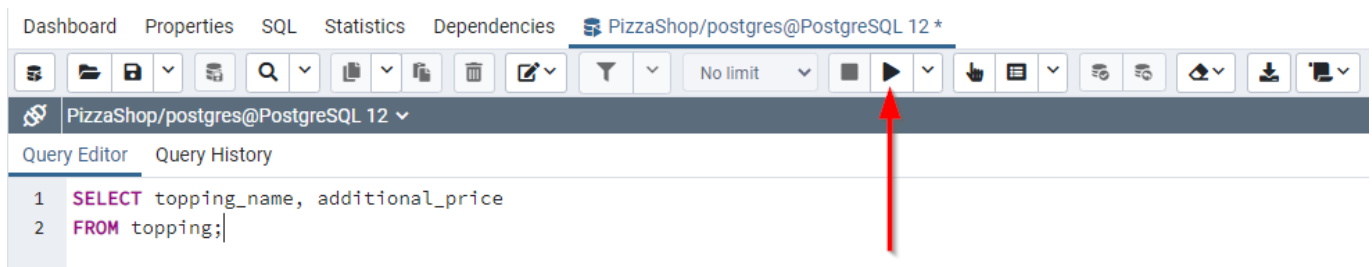 Dashboard Properties SQL Statistics Dependencies PizzaShop/postgres@PostgreSQL 12 *
No limit
PizzaShop/postgres@PostgreSQL 12
Query Editor Query History
1 SELECT topping_name, additional_price
2 FROM topping;